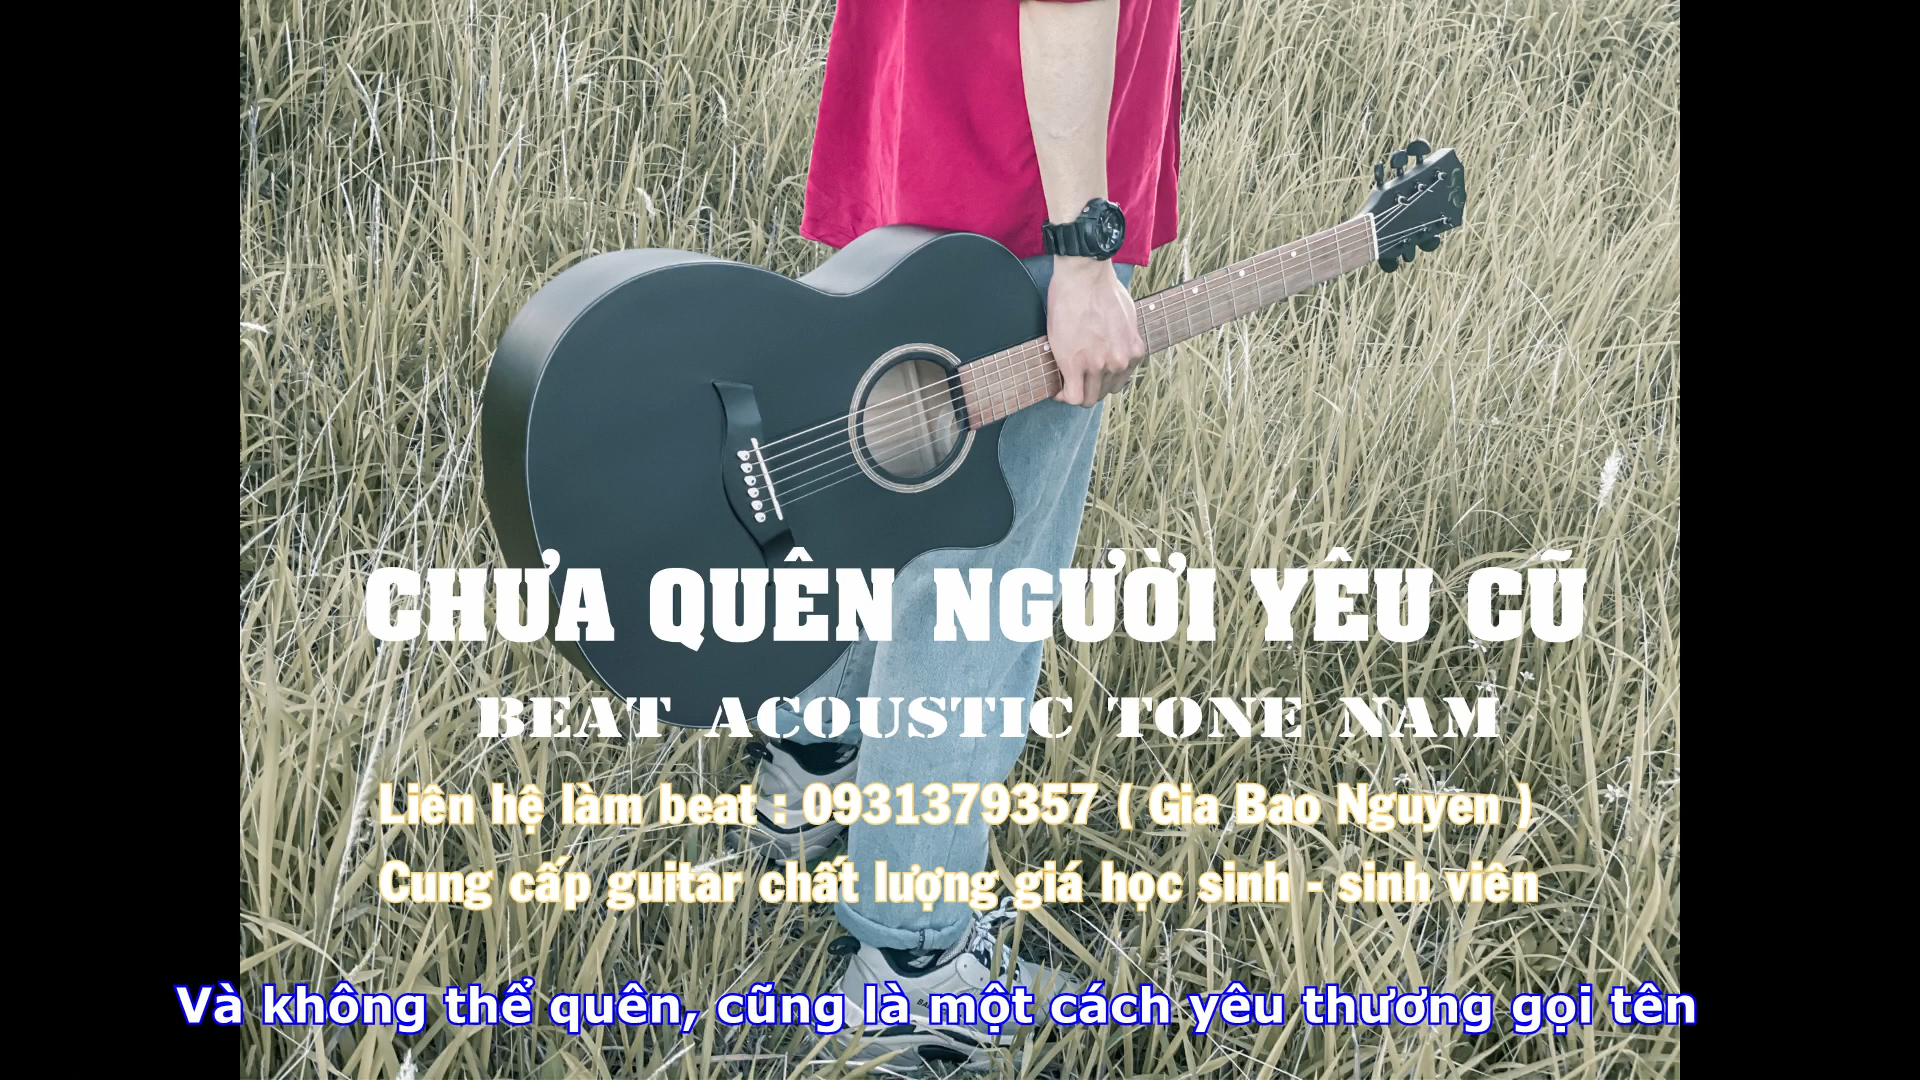 CHƯA QUÊN NGƯỜI YÊU CŨ
BEAT ACOUSTIC TONE NAM
Liên hệ làm beat : 0931379357 ( Gia Bao Nguyen )
Cung cấp guitar chất lượng giá học sinh - sinh viên
Và không thể quên, cũng là một cách yêu thương gọi tên